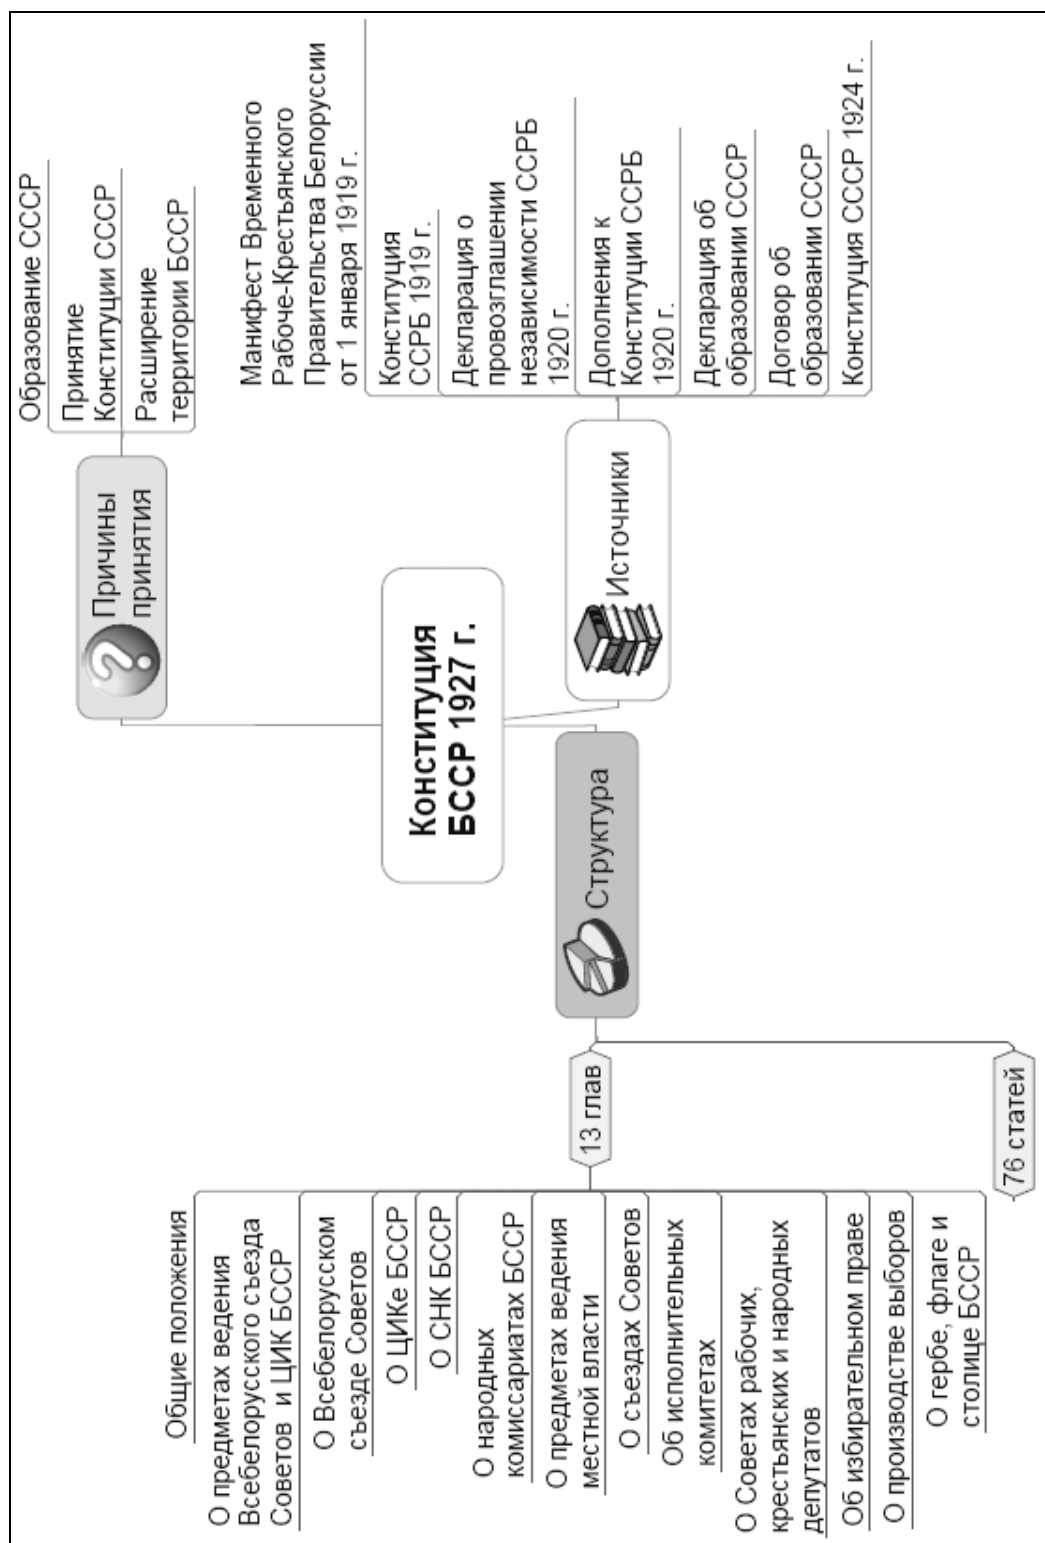 Конституция
БССР 1927 г.
Причины
принятия
Образование СССР
Принятие
Конституции СССР
Расширение
территории БССР
Источники
Манифест Временного
Рабоче-Крестьянского
Правительства Белоруссии
от 1 января 1919 г.
Конституция
ССРБ 1919 г.
Декларация о
провозглашении
независимости ССРБ
1920 г.
Дополнения к
Конституции ССРБ
1920 г.
Декларация об
образовании СССР
Договор об
образовании СССР
Конституция СССР 1924 г.
Структура
13 глав
Общие положения
О предметах ведения
Всебелорусского съезда
Советов и ЦИК БССР
О Всебелорусском
съезде Советов
О ЦИКе БССР
О СНК БССР
О народных
комиссариатах БССР
О предметах ведения
местной власти
О съездах Советов
Об исполнительных
комитетах
О Советах рабочих,
крестьянских и народных
депутатов
Об избирательном праве
О производстве выборов
О гербе, флаге и
столице БССР
76 статей